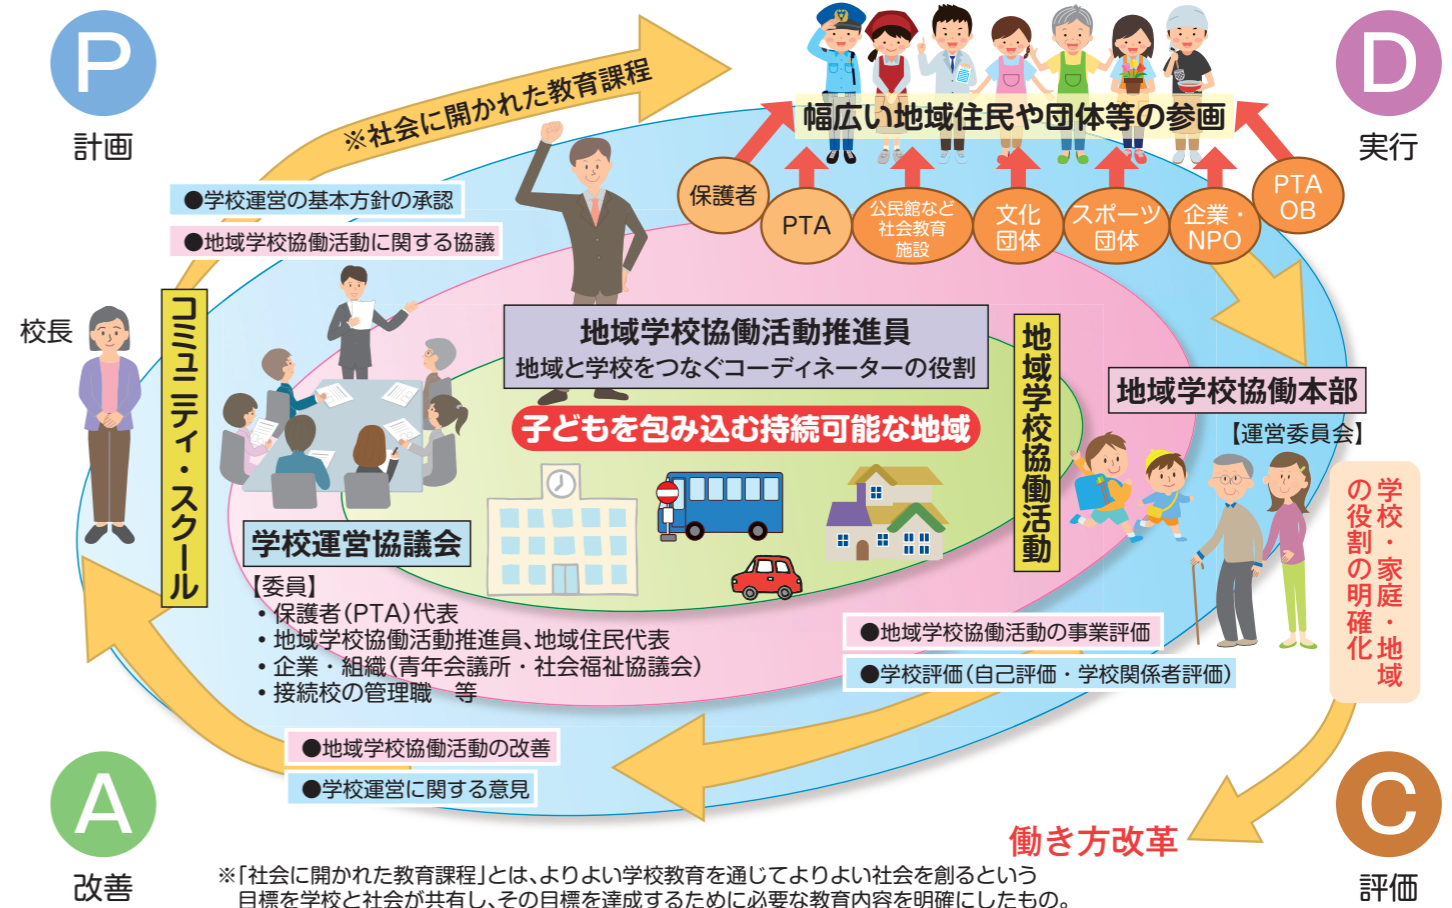 P
計画
D
実行
※社会に開かれた教育課程
幅広い地域住民や団体等の参画
保護者
PTA
公民館など
社会教育
施設
文化
団体
スポーツ
団体
企業・
NPO
PTA
OB
●学校運営の基本方針の承認
●地域学校協働活動に関する協議
校長
コミュニティ・スクール
地域学校協働活動推進員
地域と学校をつなぐコーディネーターの役割
子どもを包み込む持続可能な地域
地域学校協働活動
地域学校協働本部
【運営委員会】
学校・家庭・地域
の役割の明確化
学校運営協議会
【委員】
・保護者(PTA)代表
・地域学校協働活動推進員、地域住民代表
・企業・組織(青年会議所・社会福祉協議会)
・接続校の管理職　等
●地域学校協働活動の事業評価
●学校評価(自己評価・学校関係者評価)
●地域学校協働活動の改善
●学校運営に関する意見
A
改善
働き方改革
C
評価
※「社会に開かれた教育課程」とは、よりよい学校教育を通じてよりよい社会を創るという
目標を学校と社会が共有し、その目標を達成するために必要な教育内容を明確にしたもの。